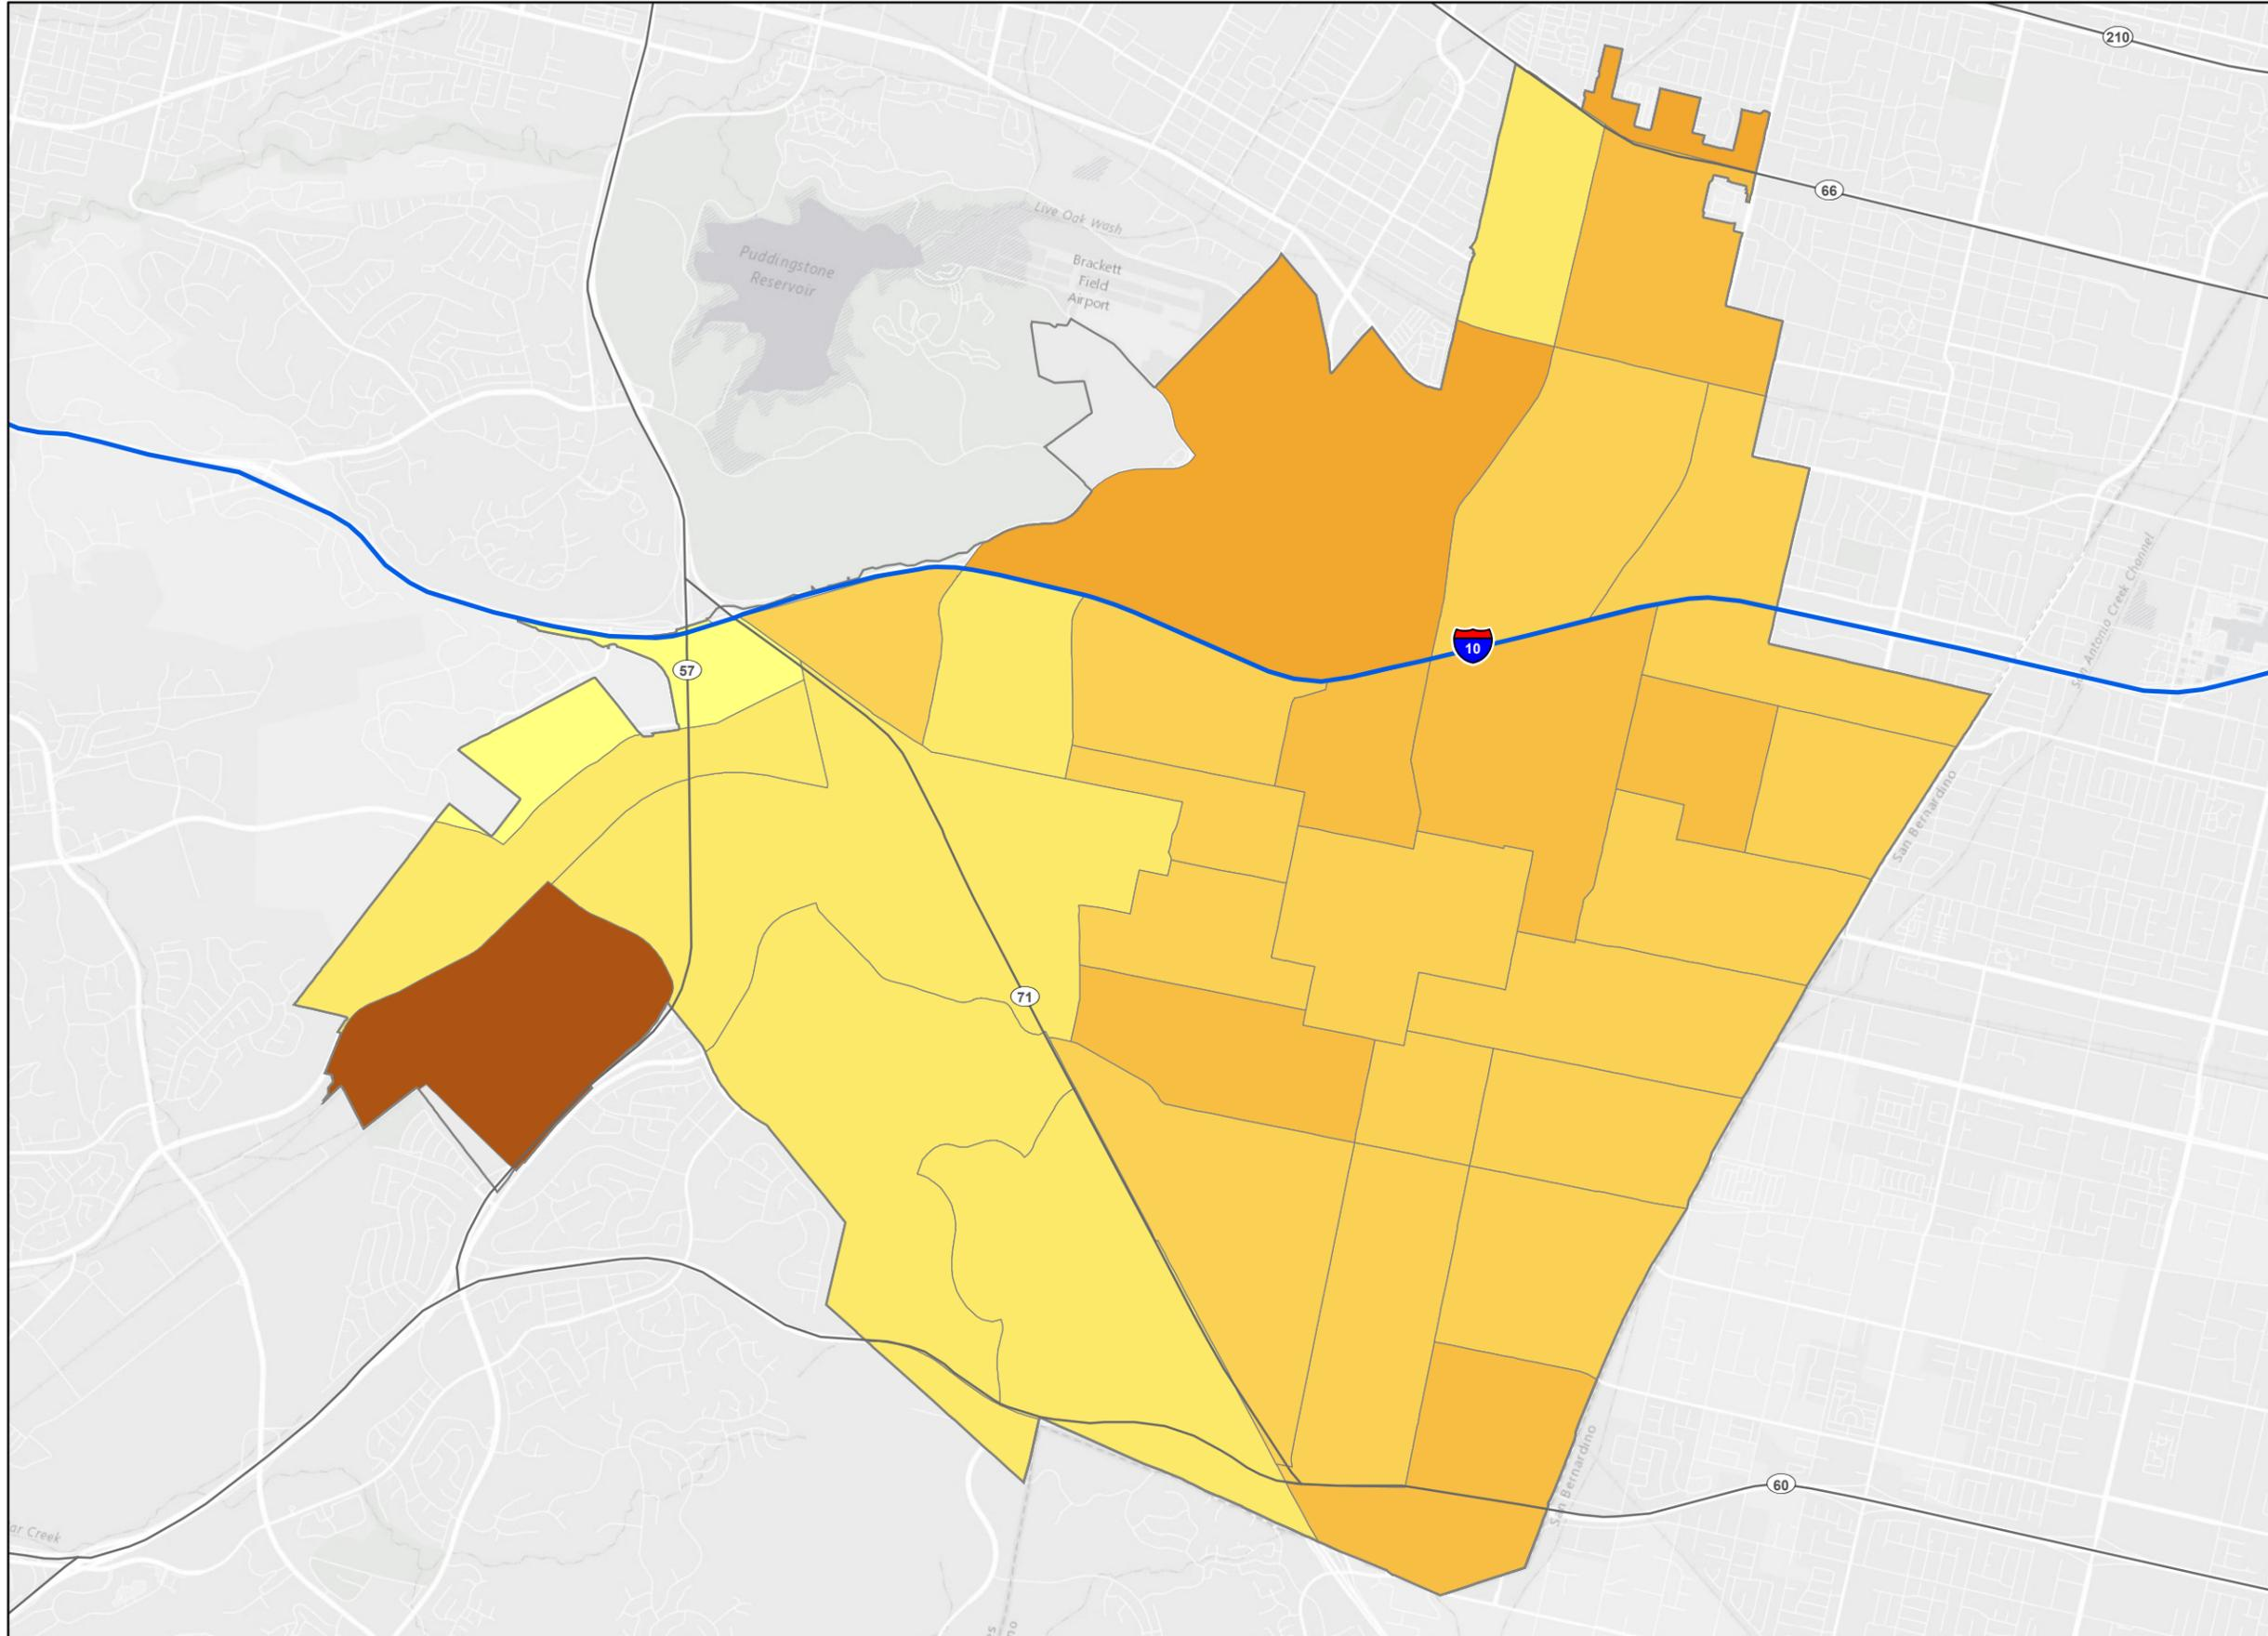 210
66
Live Oak Wash
Puddingstone
Reservoir
Brackett
Field
Airport
San Antonio Creek Channel
10
57
San Bernardino
71
San Bernardino
60
ar Creek